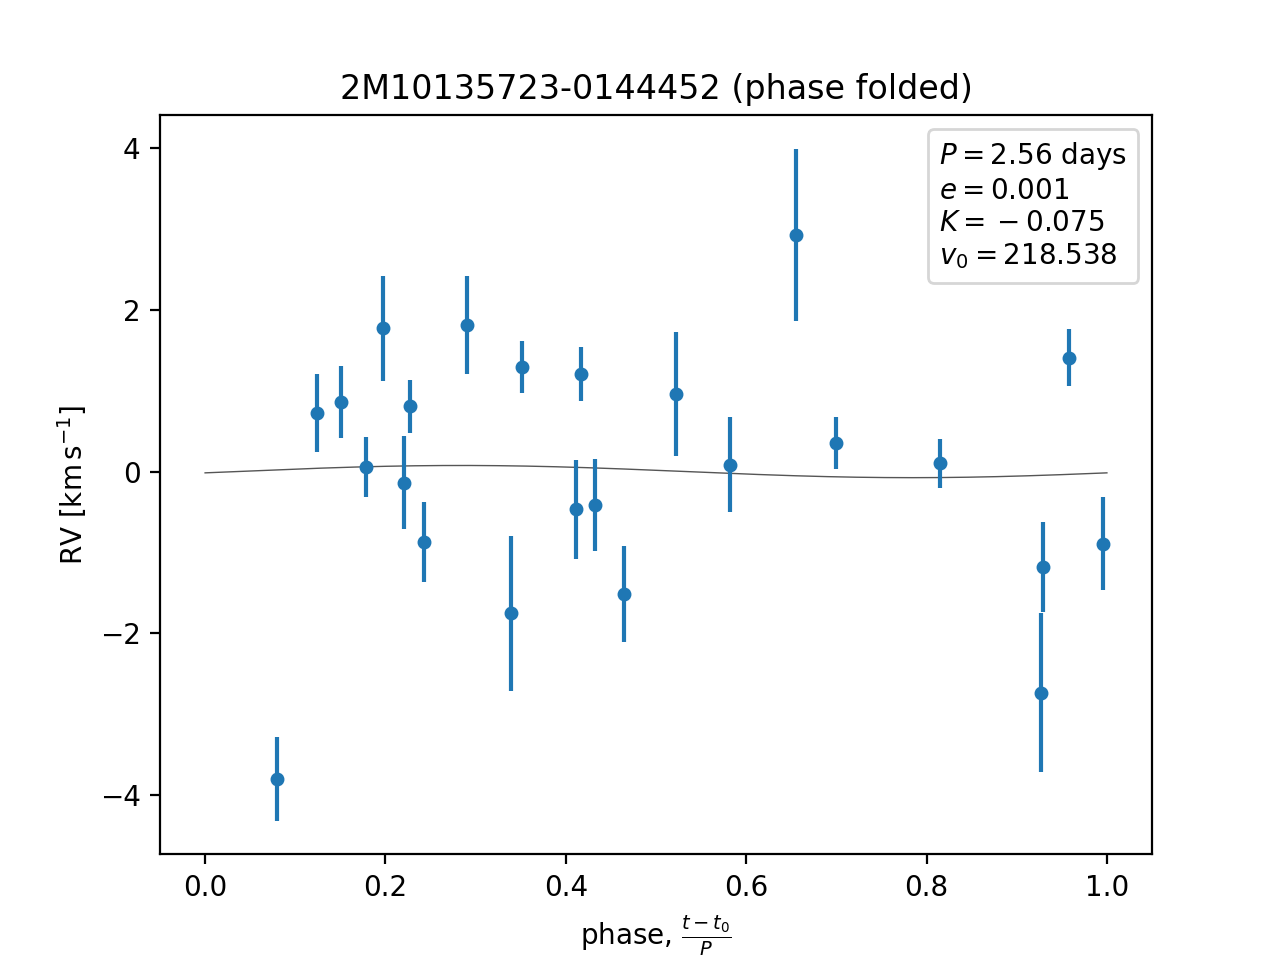 2M10135723-0144452 (phase folded)
P = 2.56 days
e = 0.001
K = −0.075
v₀ = 218.538
4
2
0
−2
−4
RV [km s⁻¹]
0.0 0.2 0.4 0.6 0.8 1.0
phase, (t − t₀)/P